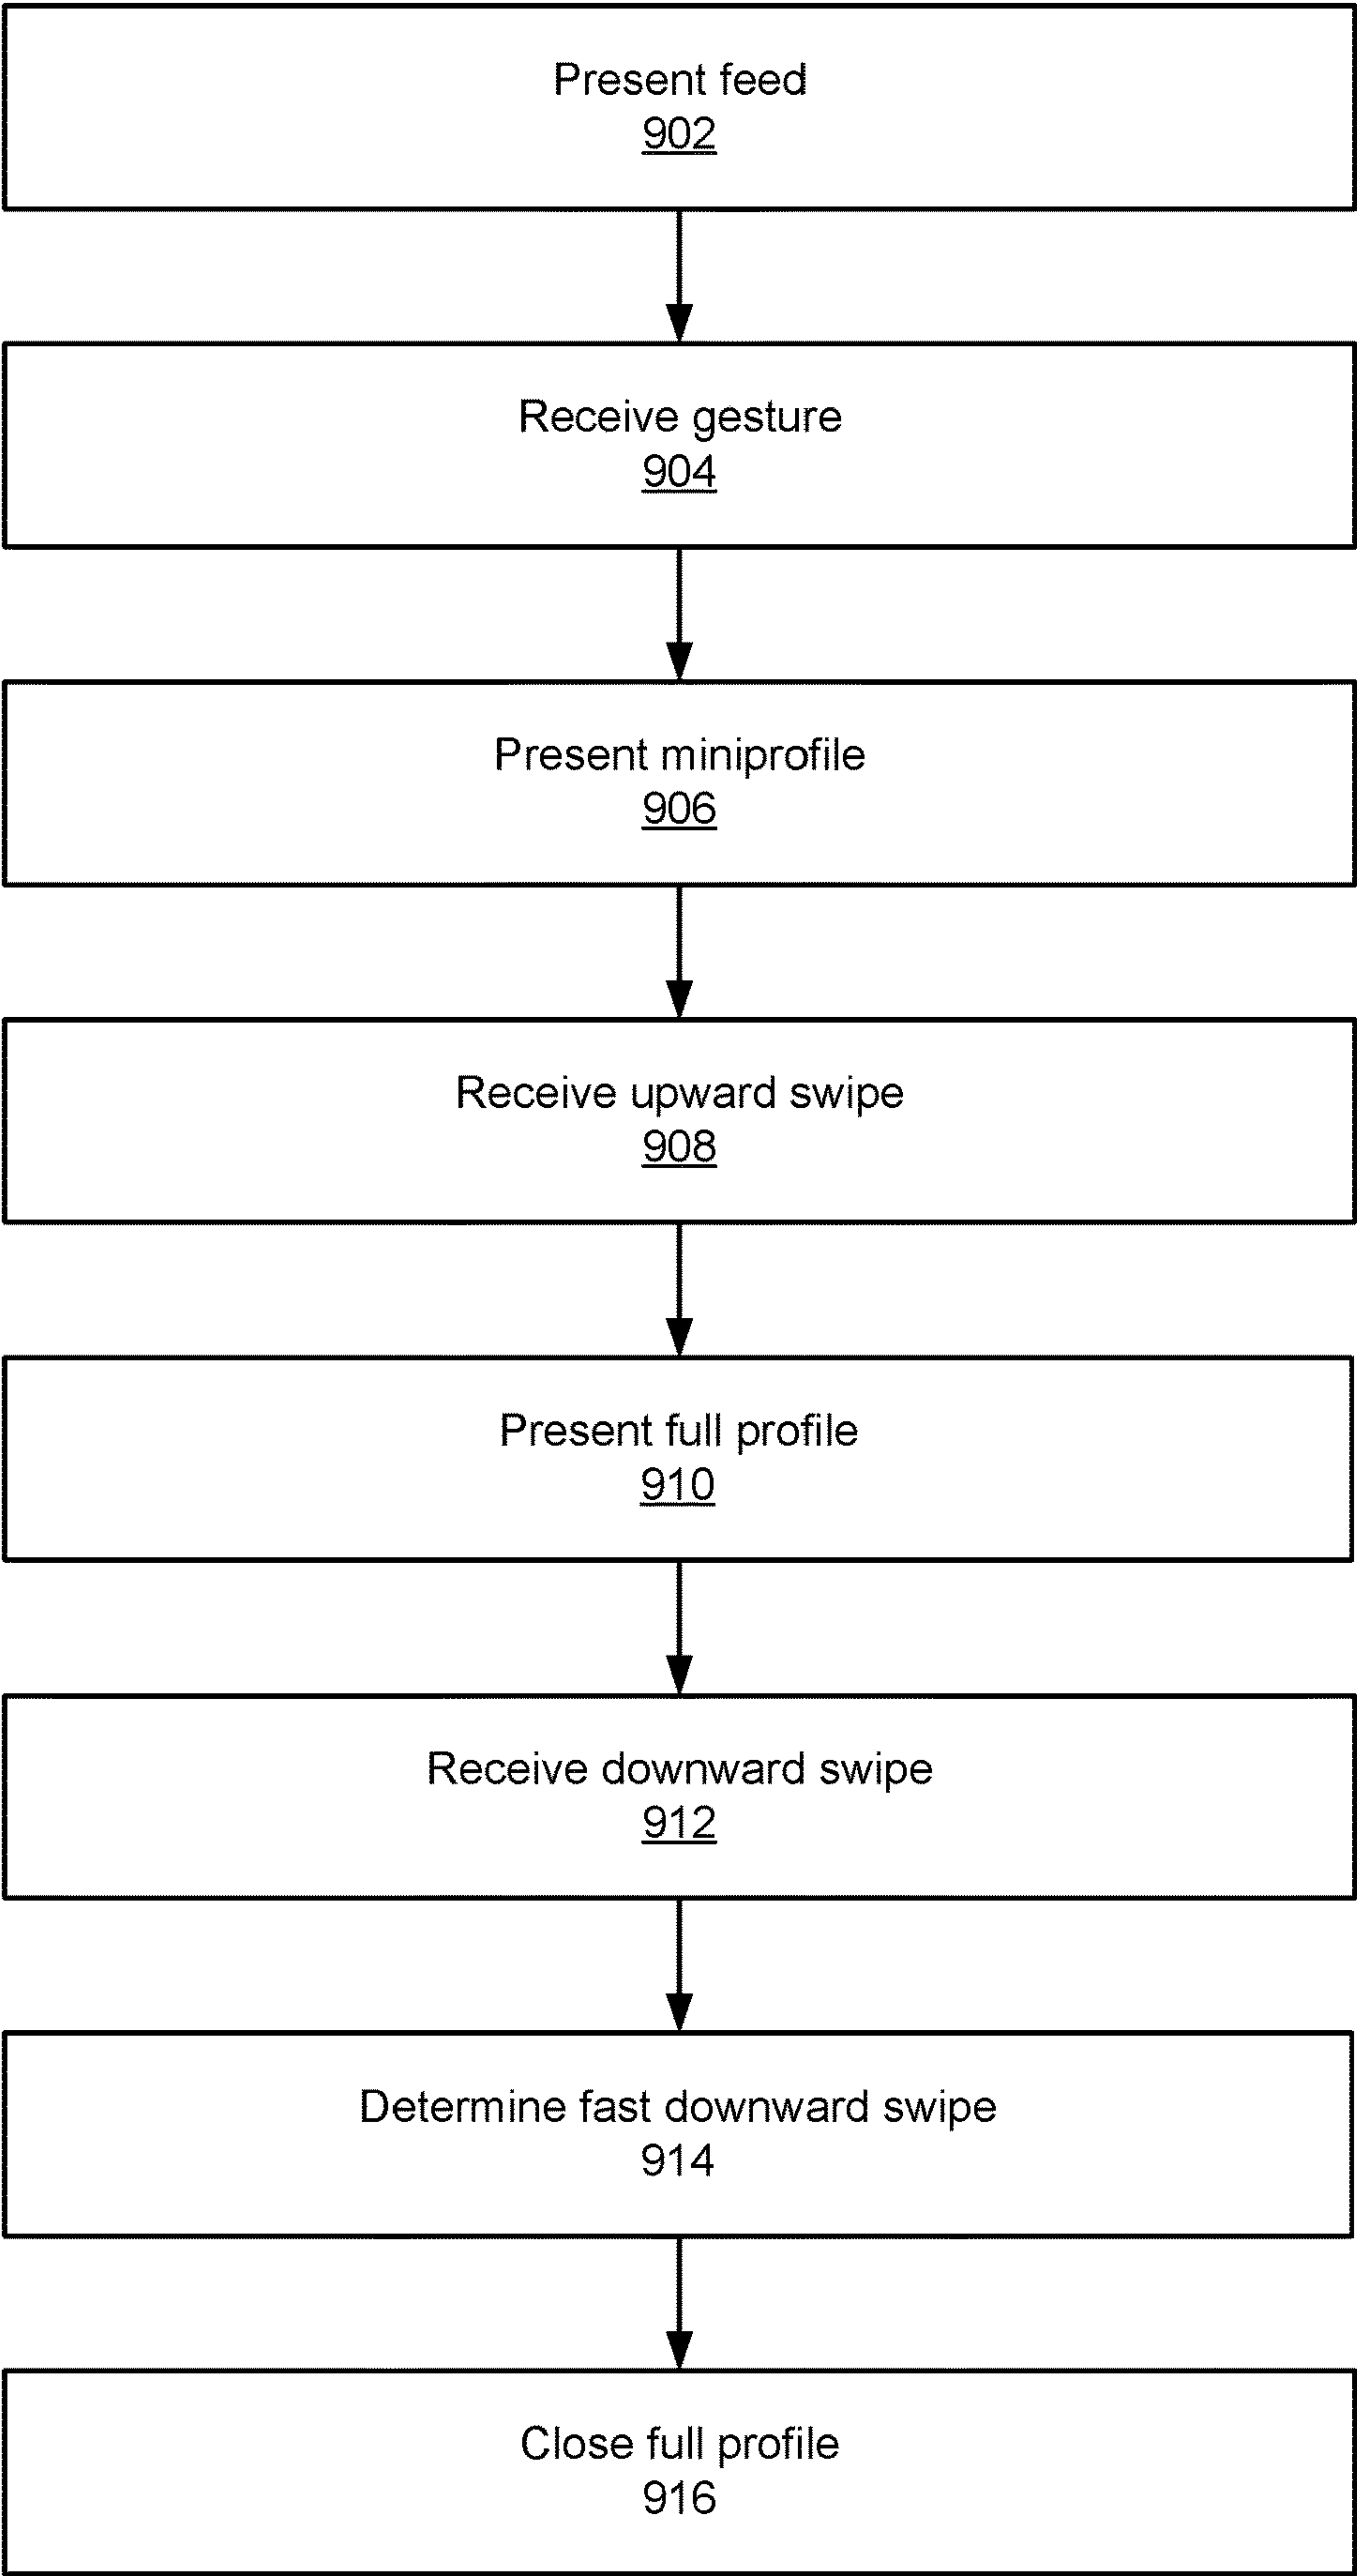 Present feed
902
Receive gesture
904
Present miniprofile
906
Receive upward swipe
908
Present full profile
910
Receive downward swipe
912
Determine fast downward swipe
914
Close full profile
916